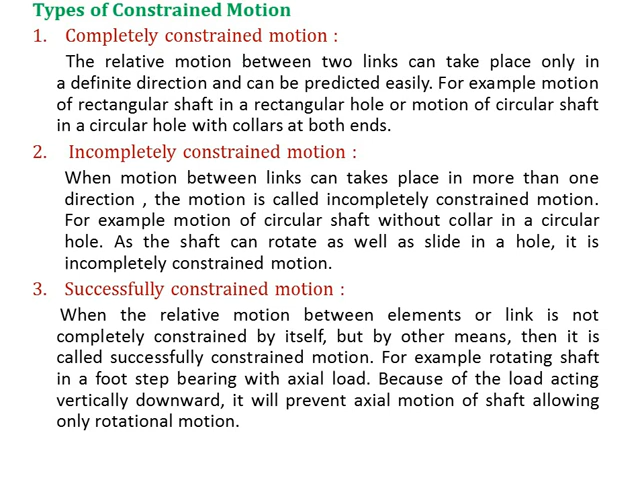 Types of Constrained Motion
1. Completely constrained motion :
The relative motion between two links can take place only in
a definite direction and can be predicted easily. For example motion
of rectangular shaft in a rectangular hole or motion of circular shaft
in a circular hole with collars at both ends.
2. Incompletely constrained motion :
When motion between links can takes place in more than one
direction , the motion is called incompletely constrained motion.
For example motion of circular shaft without collar in a circular
hole. As the shaft can rotate as well as slide in a hole, it is
incompletely constrained motion.
3. Successfully constrained motion :
When the relative motion between elements or link is not
completely constrained by itself, but by other means, then it is
called successfully constrained motion. For example rotating shaft
in a foot step bearing with axial load. Because of the load acting
vertically downward, it will prevent axial motion of shaft allowing
only rotational motion.